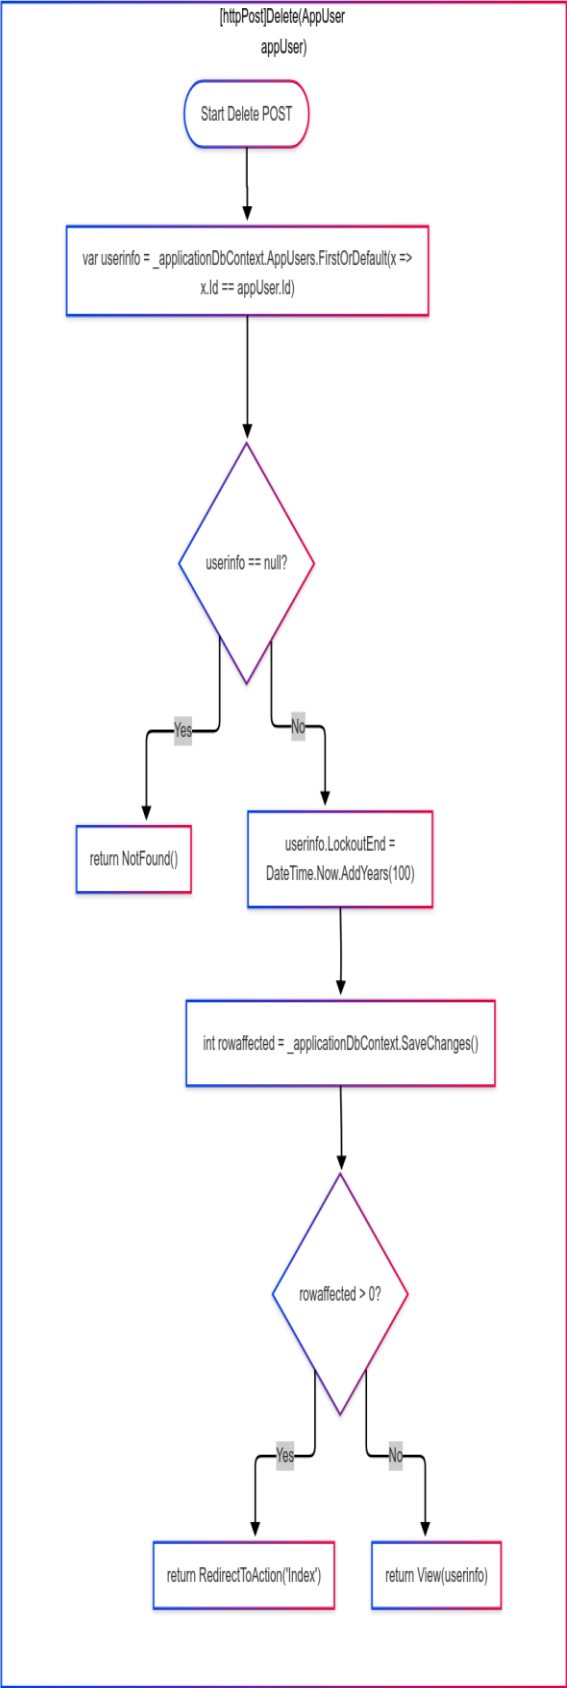 [httpPost]Delete(AppUser
appUser)
Start Delete POST
var userinfo = _applicationDbContext.AppUsers.FirstOrDefault(x =>
x.Id == appUser.Id)
userinfo == null?
Yes
No
return NotFound()
userinfo.LockoutEnd =
DateTime.Now.AddYears(100)
int rowaffected = _applicationDbContext.SaveChanges()
rowaffected > 0?
Yes
No
return RedirectToAction('Index')
return View(userinfo)